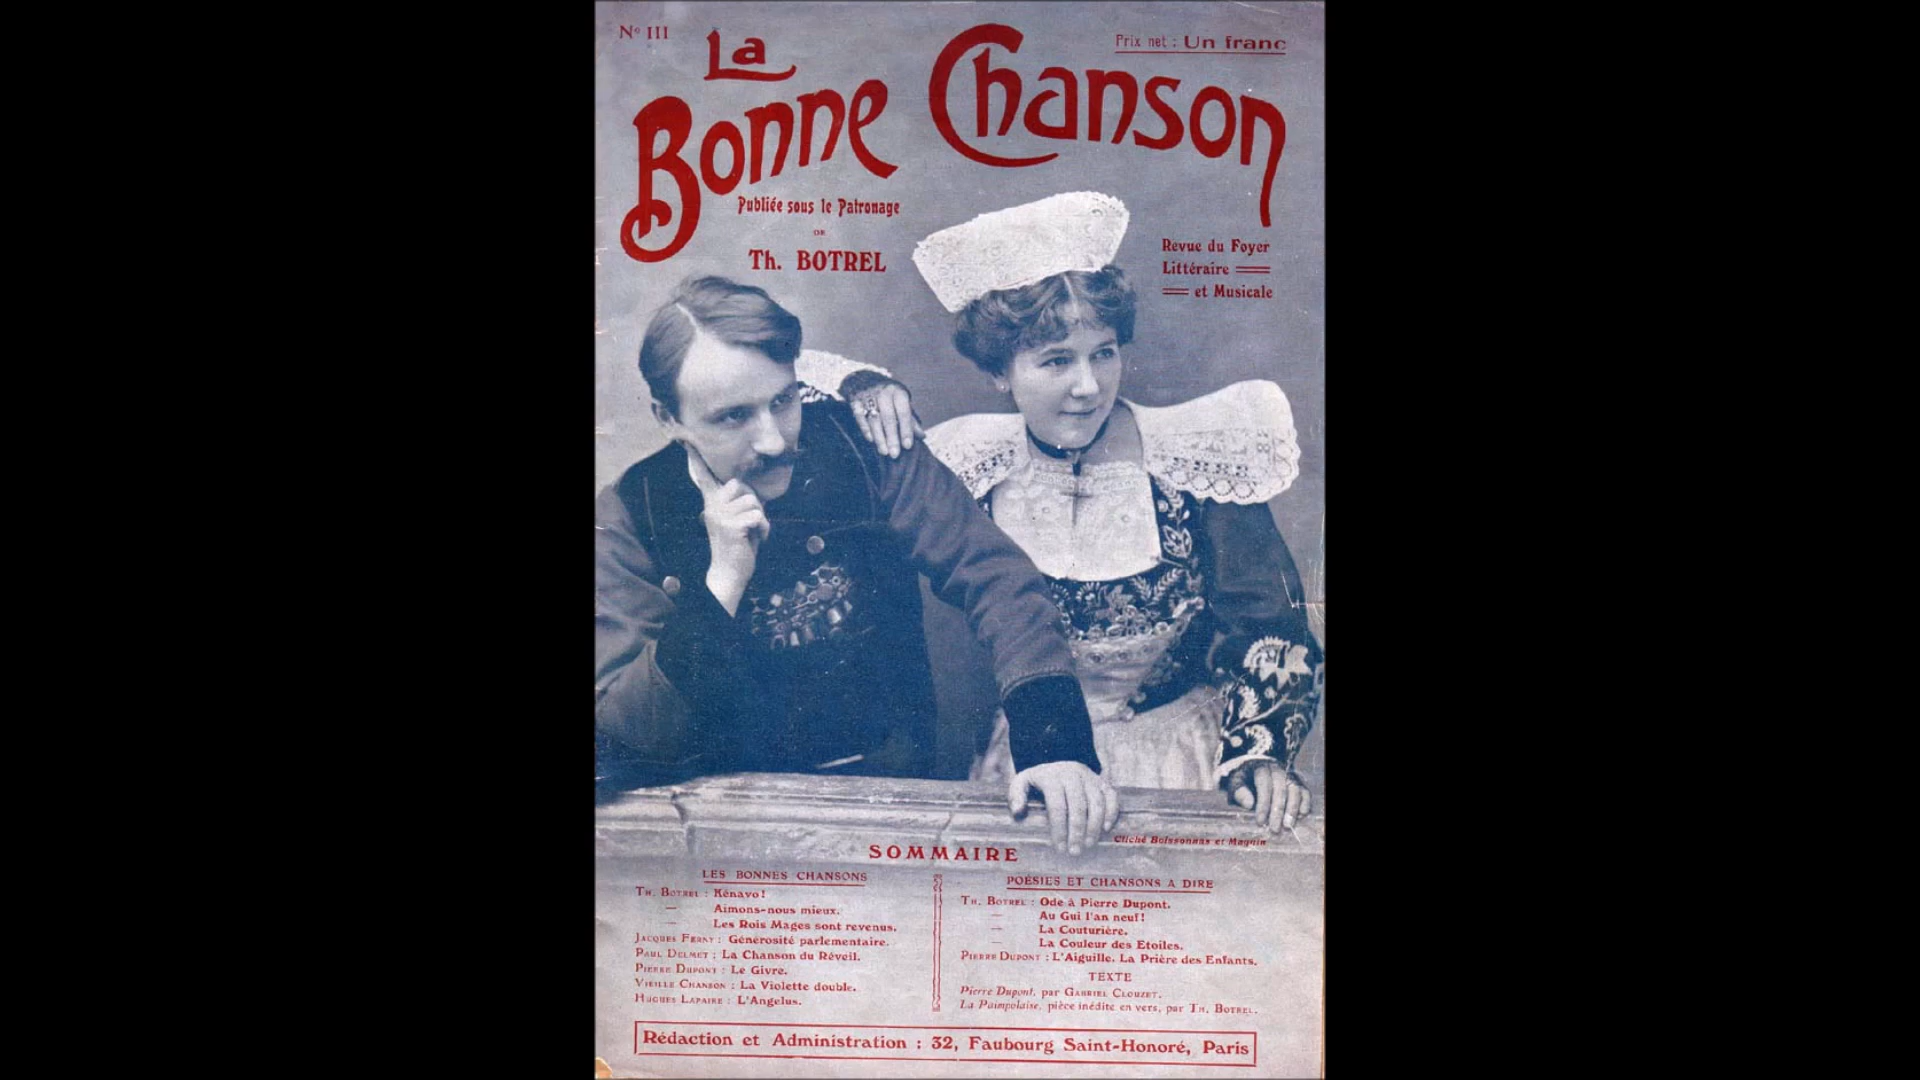 No III
Prix net : Un franc
La
Bonne Chanson
Publiée sous le Patronage
DE
Th. BOTREL
Revue du Foyer
Littéraire
et Musicale
Cliché Boissonnas et Magnin
SOMMAIRE
LES BONNES CHANSONS
TH. BOTREL : Kénavo!
— Aimons-nous mieux.
— Les Rois Mages sont revenus.
JACQUES FERNY : Générosité parlementaire.
PAUL DELMET : La Chanson du Réveil.
PIERRE DUPONT : Le Givre.
VIEILLE CHANSON : La Violette double.
HUGUES LAPAIRE : L'Angelus.
POÉSIES ET CHANSONS A DIRE
TH. BOTREL : Ode à Pierre Dupont.
— Au Gui l'an neuf!
— La Couturière.
— La Couleur des Etoiles.
PIERRE DUPONT : L'Aiguille. La Prière des Enfants.
TEXTE
Pierre Dupont, par GABRIEL CLOUZET.
La Paimpolaise, pièce inédite en vers, par TH. BOTREL.
Rédaction et Administration : 32, Faubourg Saint-Honoré, Paris